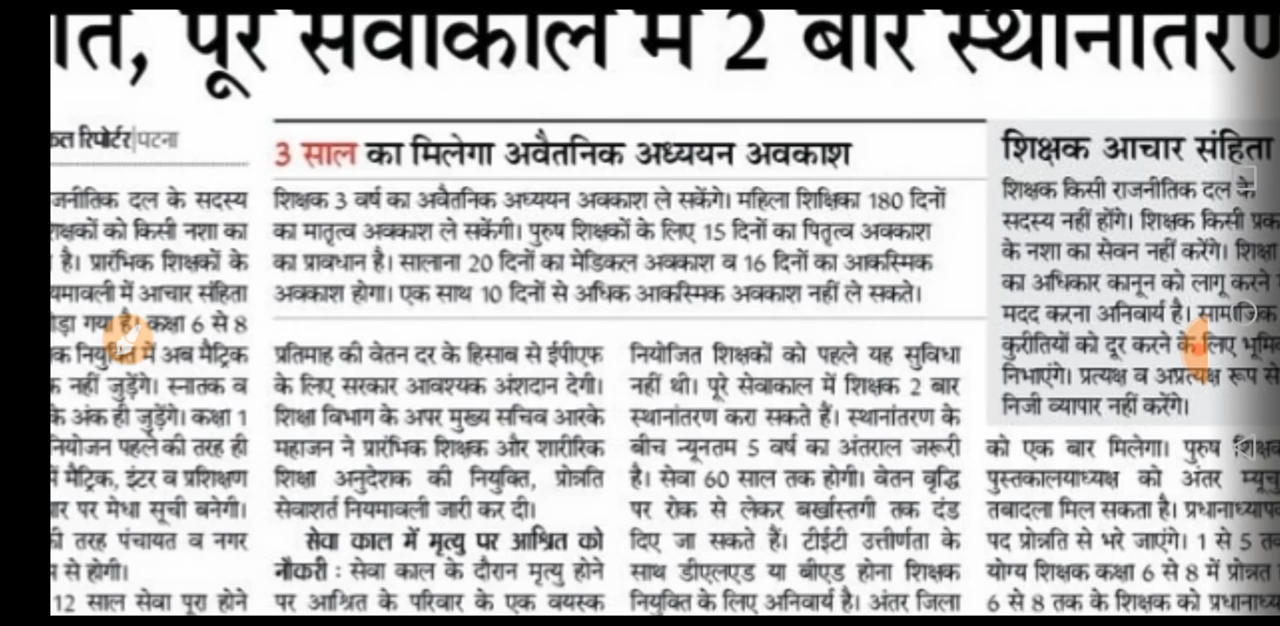 पूरे सेवाकाल में 2 बार स्थानांतरण
रिपोर्टर|पटना
जनीतिक दल के सदस्य
को किसी नशा का
है। प्रारंभिक शिक्षकों के
यमावली में आचार संहिता
ड़ा गया है। कक्षा 6 से 8
क नियुक्ति में अब मैट्रिक
नहीं जुड़ेंगे। स्नातक व
के अंक ही जुड़ेंगे। कक्षा 1
नियोजन पहले की तरह ही
में मैट्रिक, इंटर व प्रशिक्षण
पर मेधा सूची बनेगी।
की तरह पंचायत व नगर
से होगी।
12 साल सेवा पूरा होने
3 साल का मिलेगा अवैतनिक अध्ययन अवकाश
शिक्षक 3 वर्ष का अवैतनिक अध्ययन अवकाश ले सकेंगे। महिला शिक्षिका 180 दिनों
का मातृत्व अवकाश ले सकेंगी। पुरुष शिक्षकों के लिए 15 दिनों का पितृत्व अवकाश
का प्रावधान है। सालाना 20 दिनों का मेडिकल अवकाश व 16 दिनों का आकस्मिक
अवकाश होगा। एक साथ 10 दिनों से अधिक आकस्मिक अवकाश नहीं ले सकते।
प्रतिमाह की वेतन दर के हिसाब से ईपीएफ
के लिए सरकार आवश्यक अंशदान देगी।
शिक्षा विभाग के अपर मुख्य सचिव आरके
महाजन ने प्रारंभिक शिक्षक और शारीरिक
शिक्षा अनुदेशक की नियुक्ति, प्रोन्नति
सेवाशर्त नियमावली जारी कर दी।
सेवा काल में मृत्यु पर आश्रित को
नौकरी : सेवा काल के दौरान मृत्यु होने
पर आश्रित के परिवार के एक वयस्क
नियोजित शिक्षकों को पहले यह सुविधा
नहीं थी। पूरे सेवाकाल में शिक्षक 2 बार
स्थानांतरण करा सकते हैं। स्थानांतरण के
बीच न्यूनतम 5 वर्ष का अंतराल जरूरी
है। सेवा 60 साल तक होगी। वेतन वृद्धि
पर रोक से लेकर बर्खास्तगी तक दंड
दिए जा सकते हैं। टीईटी उत्तीर्णता के
साथ डीएलएड या बीएड होना शिक्षक
नियुक्ति के लिए अनिवार्य है। अंतर जिला
शिक्षक आचार संहिता
शिक्षक किसी राजनीतिक दल के
सदस्य नहीं होंगे। शिक्षक किसी
के नशा का सेवन नहीं करेंगे। शिक्षा
का अधिकार कानून को लागू करने
मदद करना अनिवार्य है। सामाजिक
कुरीतियों को दूर करने के लिए
निभाएंगे। प्रत्यक्ष व अप्रत्यक्ष रूप से
निजी व्यापार नहीं करेंगे।
को एक बार मिलेगा। पुरुष
पुस्तकालयाध्यक्ष को अंतर
तबादला मिल सकता है।
पद प्रोन्नति से भरे जाएंगे। 1 से 5
योग्य शिक्षक कक्षा 6 से 8 में प्रोन्नत
6 से 8 तक के शिक्षक को